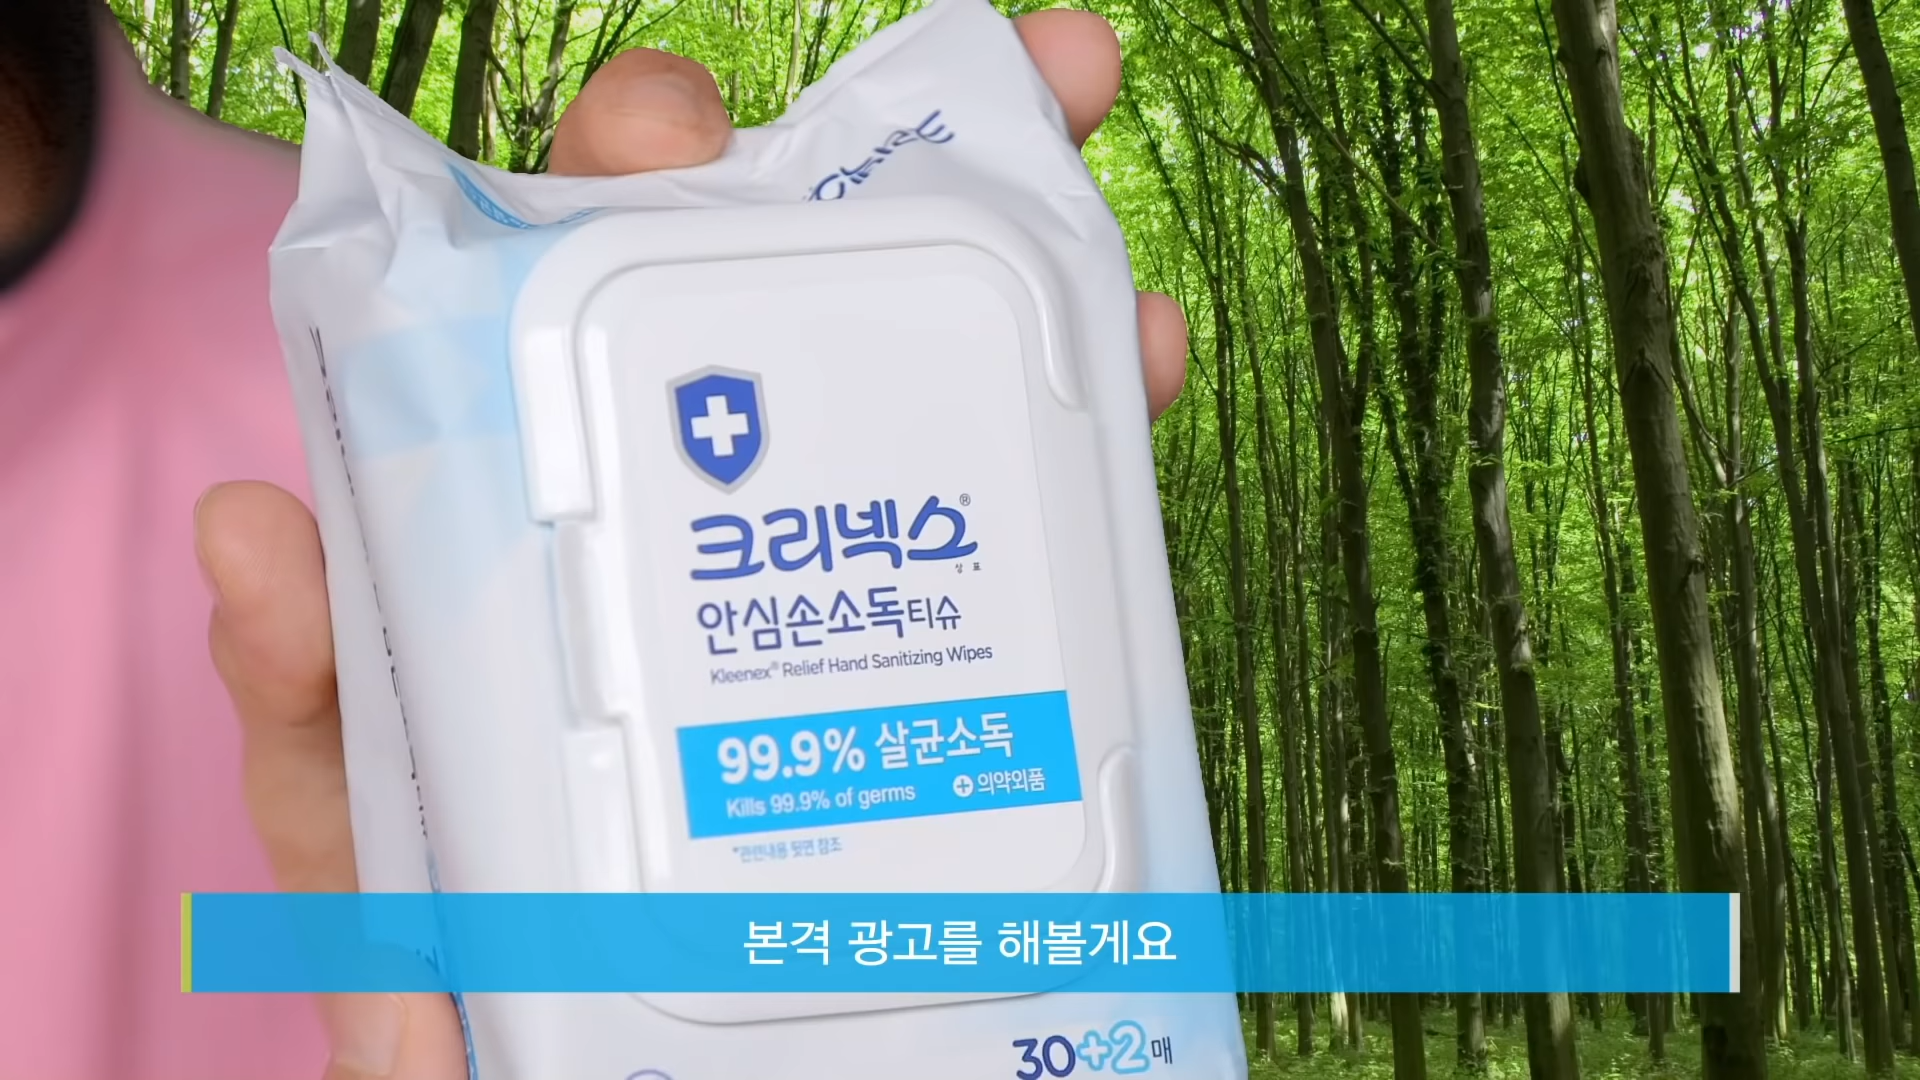 크리넥스®
상표
안심손소독티슈
Kleenex® Relief Hand Sanitizing Wipes
99.9% 살균소독
Kills 99.9% of germs
의약외품
*관련내용 뒷면 참조
본격 광고를 해볼게요
30+2매